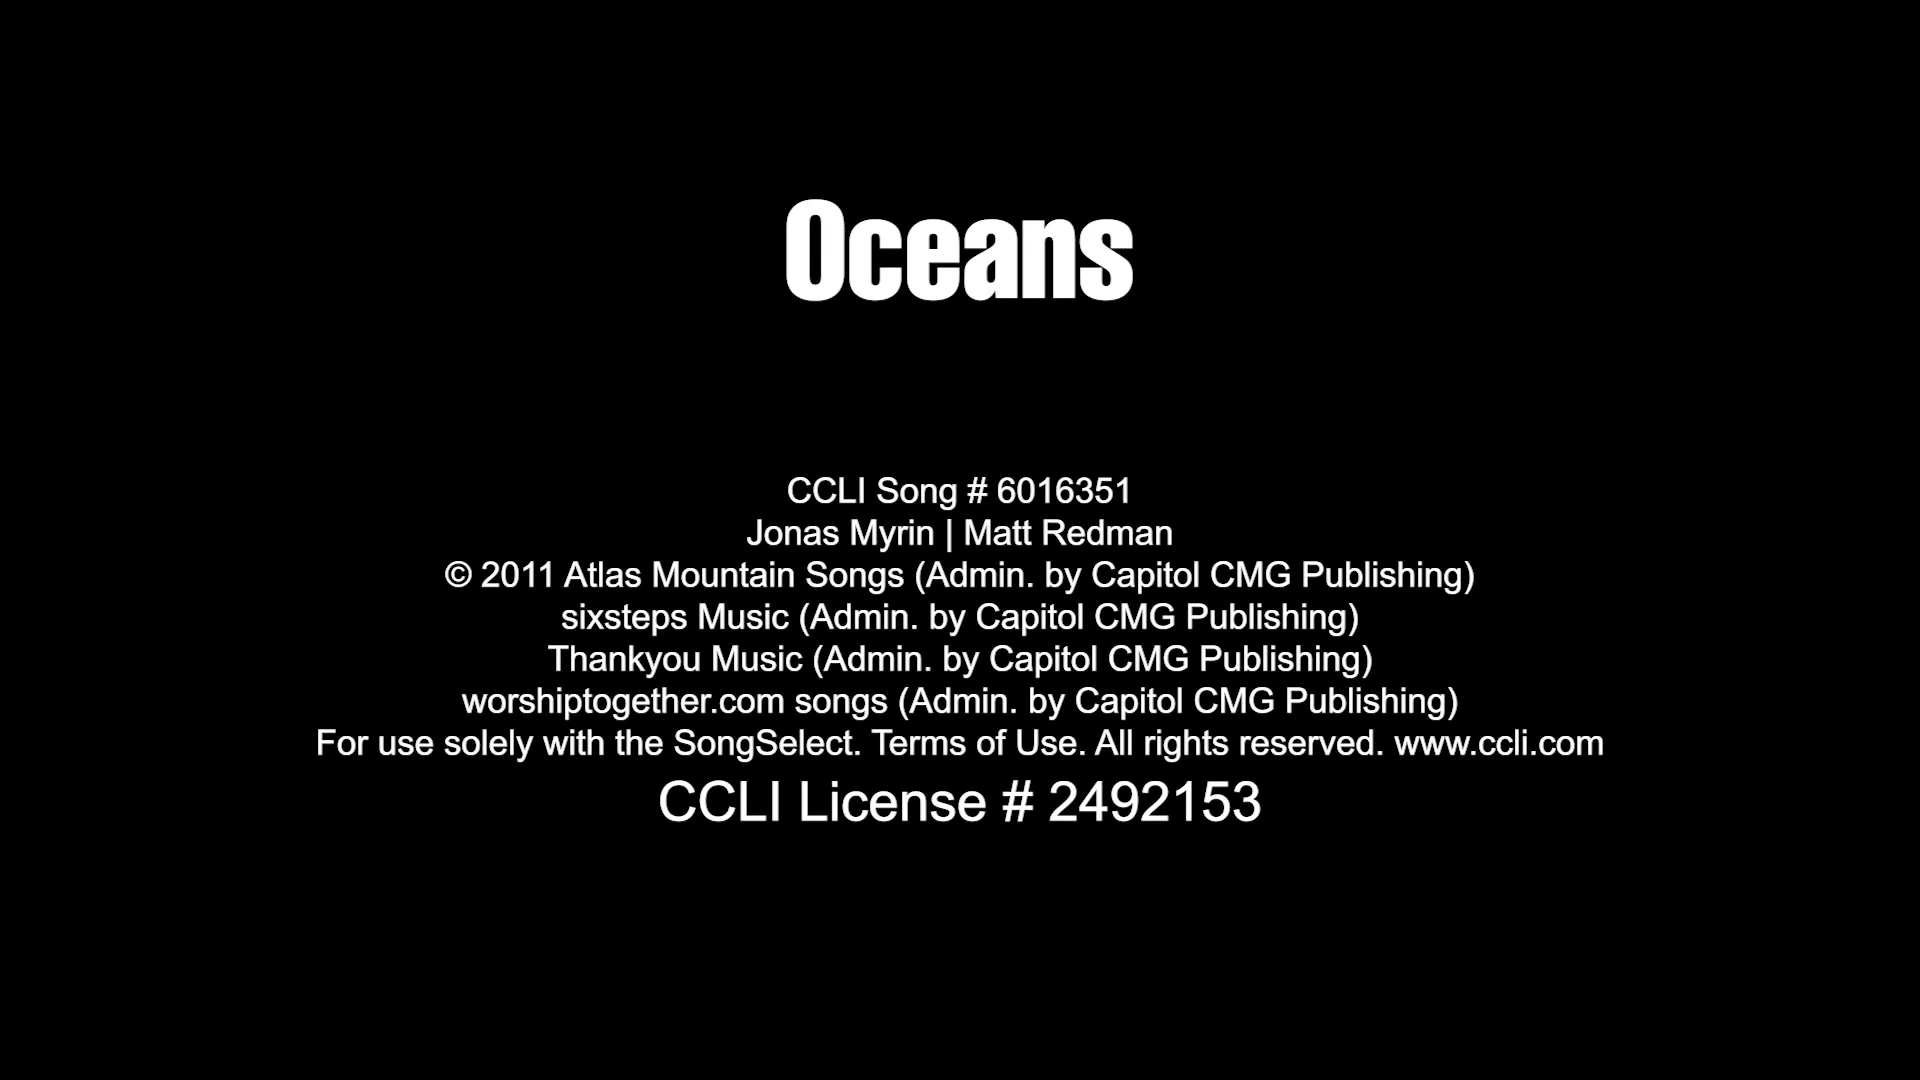 Oceans
CCLI Song # 6016351
Jonas Myrin | Matt Redman
© 2011 Atlas Mountain Songs (Admin. by Capitol CMG Publishing)
sixsteps Music (Admin. by Capitol CMG Publishing)
Thankyou Music (Admin. by Capitol CMG Publishing)
worshiptogether.com songs (Admin. by Capitol CMG Publishing)
For use solely with the SongSelect. Terms of Use. All rights reserved. www.ccli.com
CCLI License # 2492153